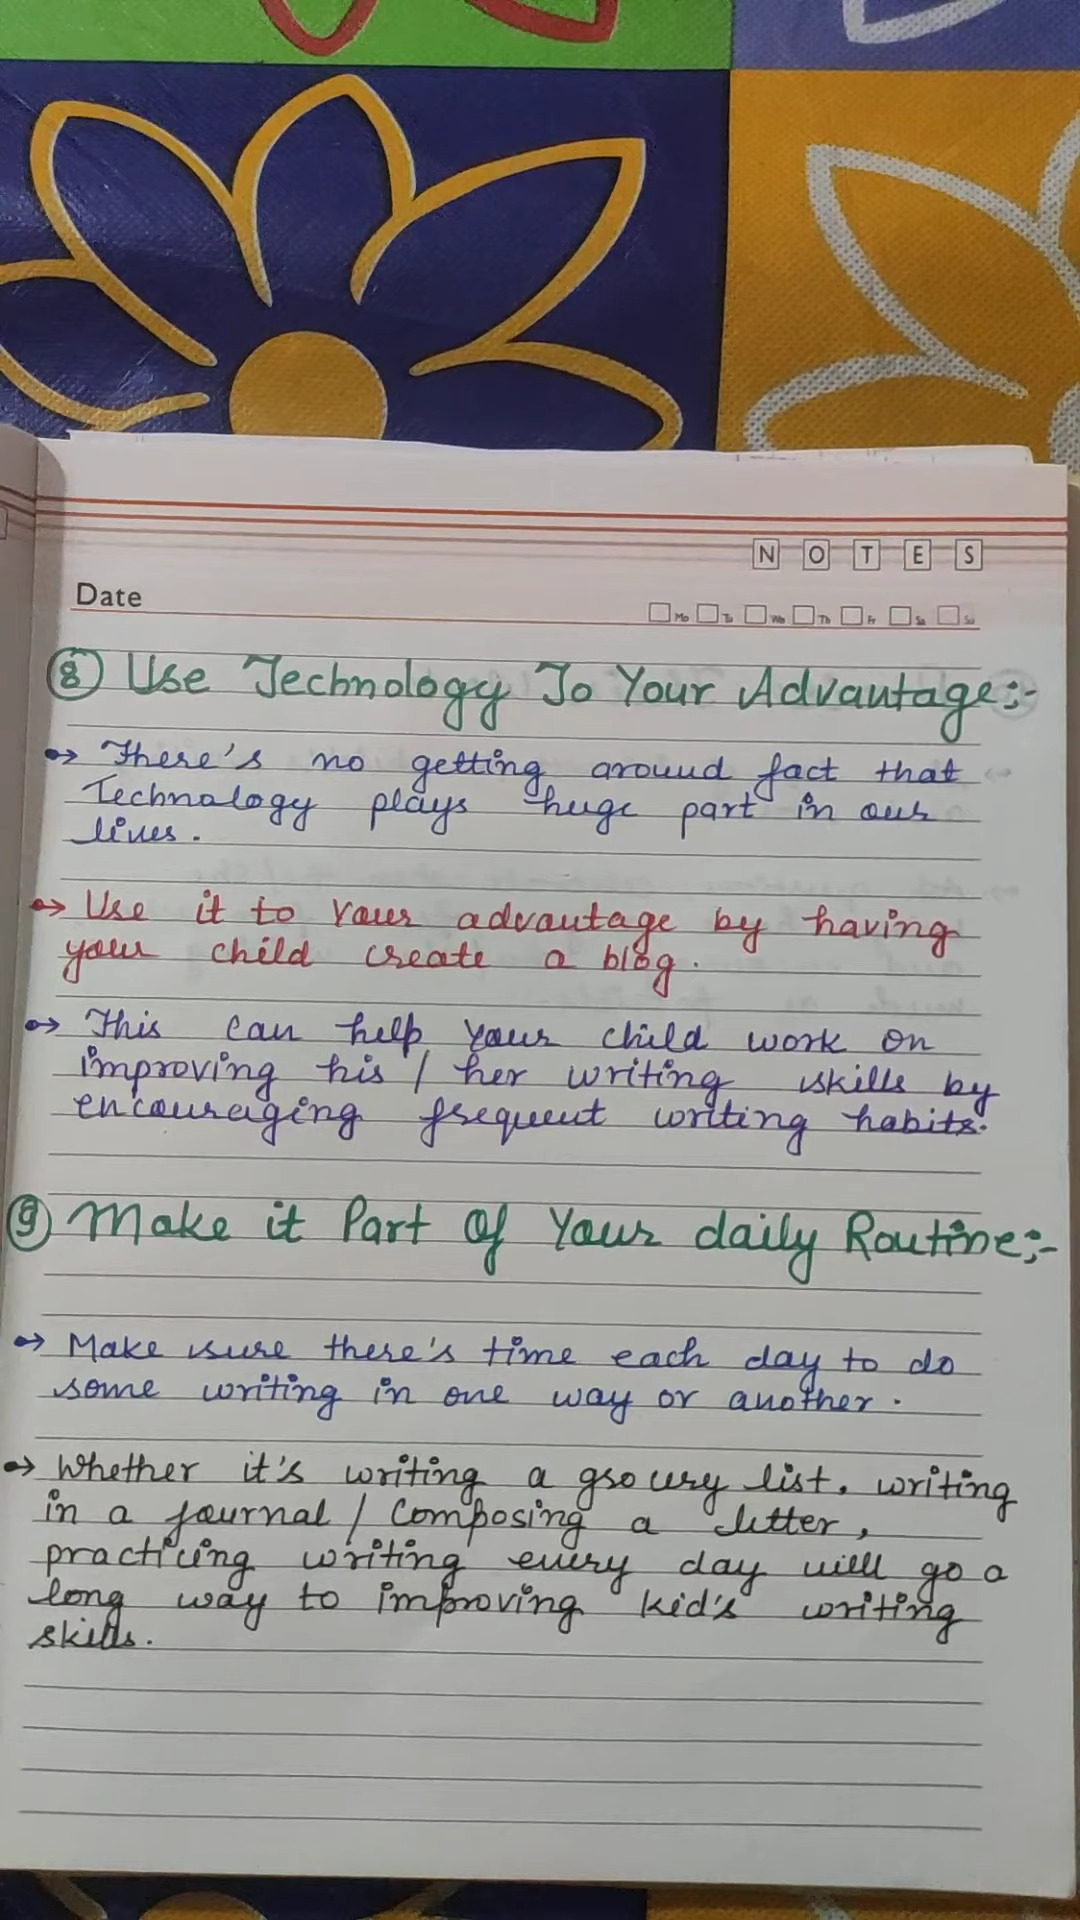 N O T E S
Date
Mo Tu We Th Fr Sa Su
⑧ Use Technology To Your Advantage:-
There's no getting around fact that
Technology plays huge part in our
lives.
Use it to Your advantage by having
your child create a blog.
This can help your child work on
improving his / her writing skills by
encouraging frequent writing habits.
⑨ Make it Part Of Your daily Routine:-
Make sure there's time each day to do
some writing in one way or another.
Whether it's writing a grocery list, writing
in a journal / Composing a letter,
practicing writing every day will go a
long way to improving kid's writing
skills.